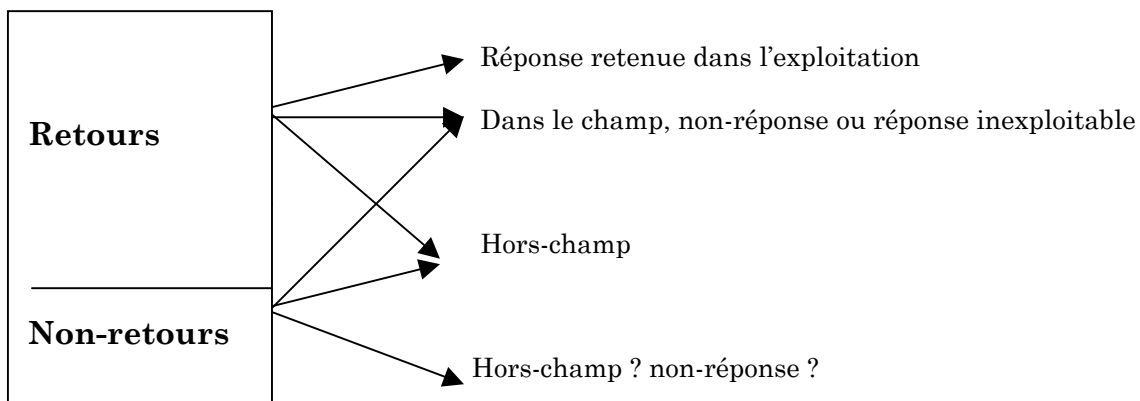 Réponse retenue dans l’exploitation
Retours
Dans le champ, non-réponse ou réponse inexploitable
Hors-champ
Non-retours
Hors-champ ? non-réponse ?